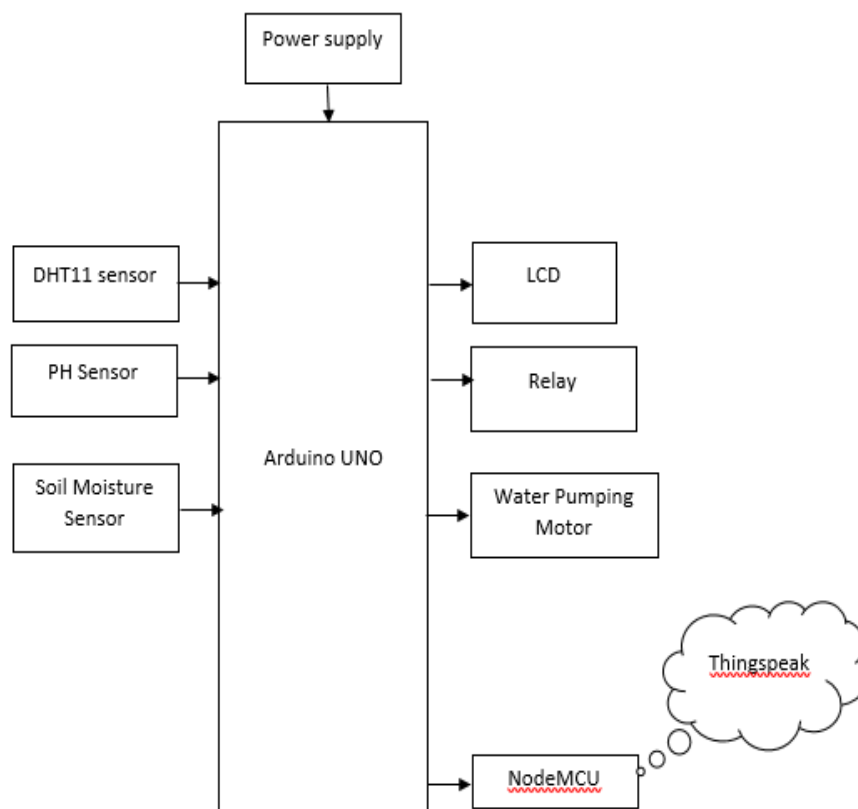 Power supply
DHT11 sensor
LCD
PH Sensor
Relay
Arduino UNO
Soil Moisture
Sensor
Water Pumping
Motor
Thingspeak
NodeMCU